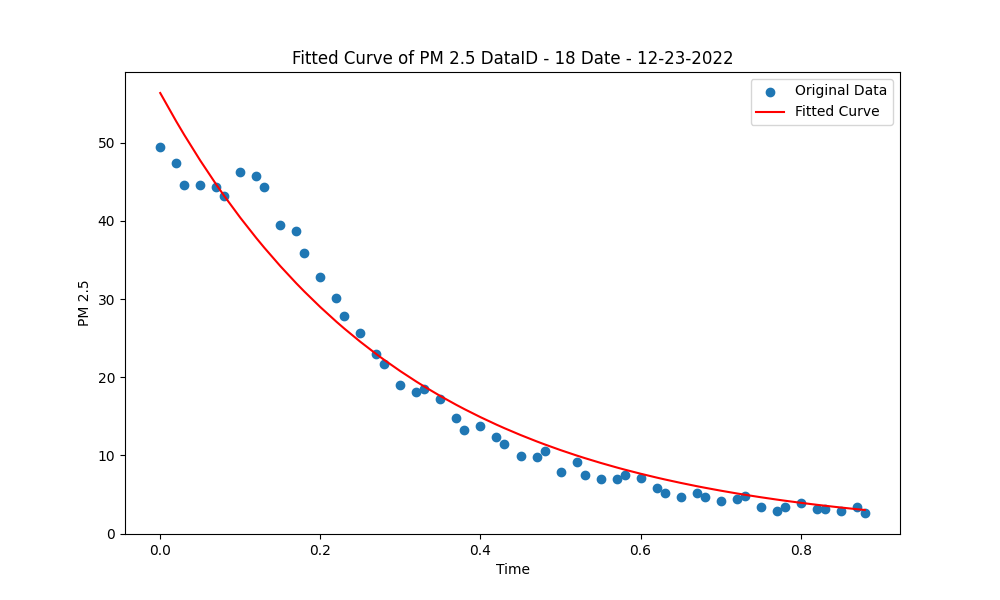 Fitted Curve of PM 2.5 DataID - 18 Date - 12-23-2022
Original Data
Fitted Curve
PM 2.5
50
40
30
20
10
0
0.0 0.2 0.4 0.6 0.8
Time